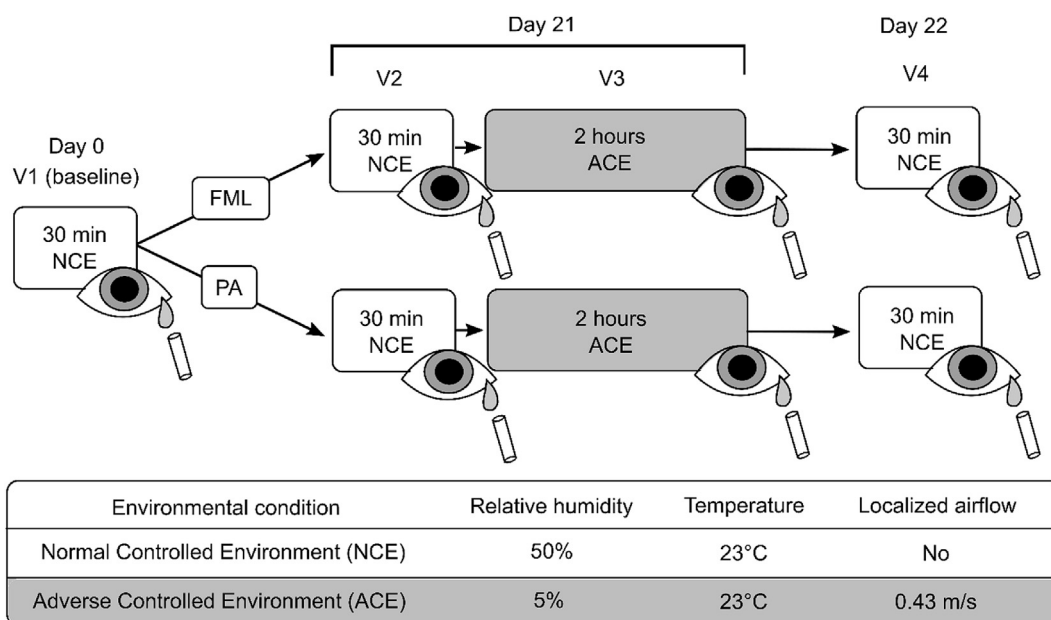 Day 21
Day 22
V2
V3
V4
Day 0
V1 (baseline)
30 min
NCE
FML
PA
30 min
NCE
2 hours
ACE
30 min
NCE
30 min
NCE
2 hours
ACE
30 min
NCE
Environmental condition Relative humidity Temperature Localized airflow
Normal Controlled Environment (NCE) 50% 23°C No
Adverse Controlled Environment (ACE) 5% 23°C 0.43 m/s